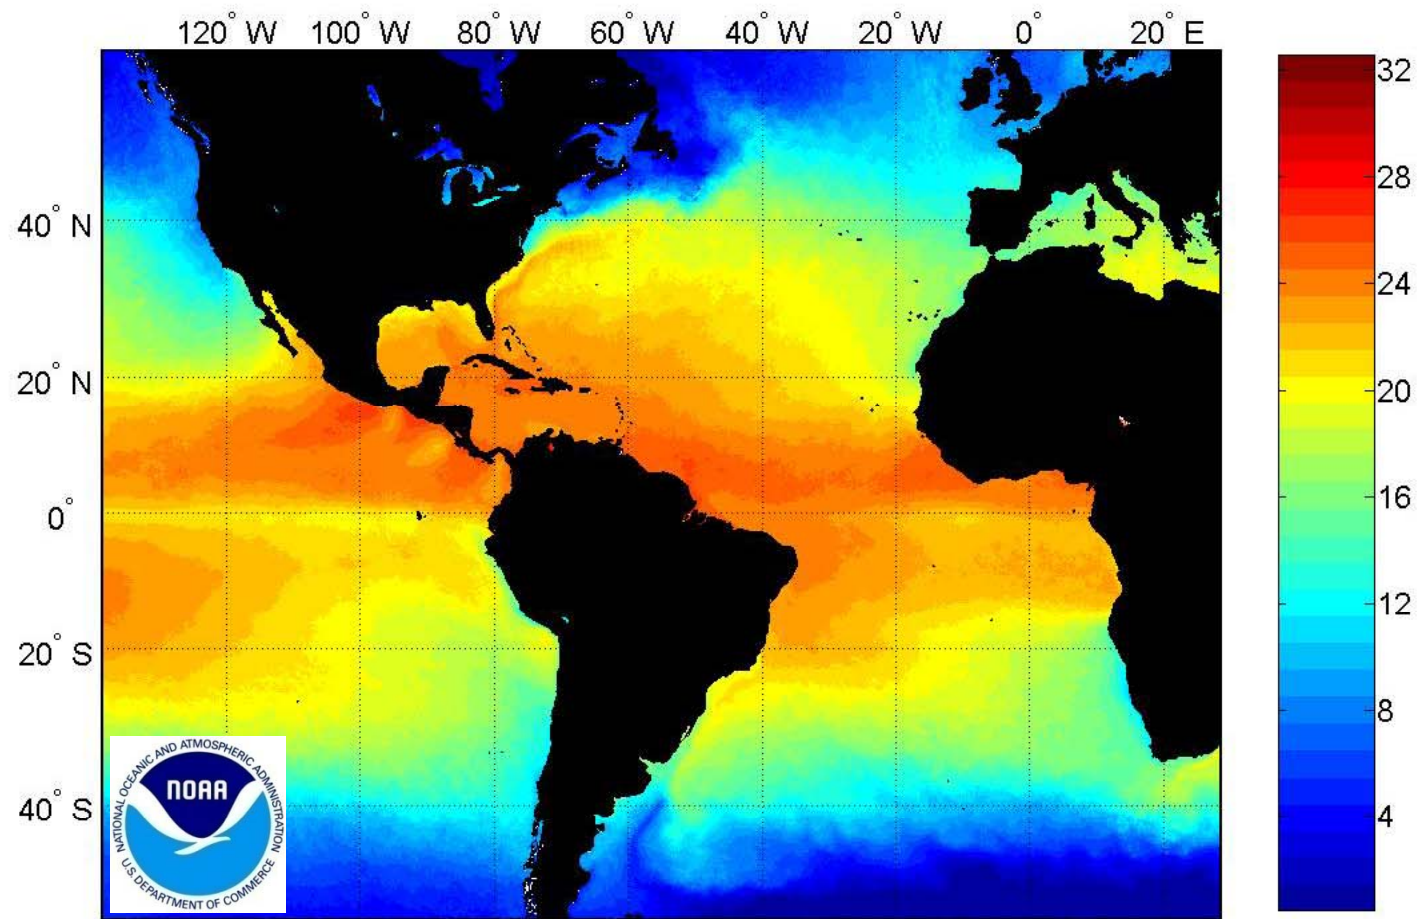 120° W 100° W 80° W 60° W 40° W 20° W 0° 20° E
40° N
20° N
0°
20° S
40° S
32
28
24
20
16
12
8
4
NATIONAL OCEANIC AND ATMOSPHERIC ADMINISTRATION
NOAA
U.S. DEPARTMENT OF COMMERCE